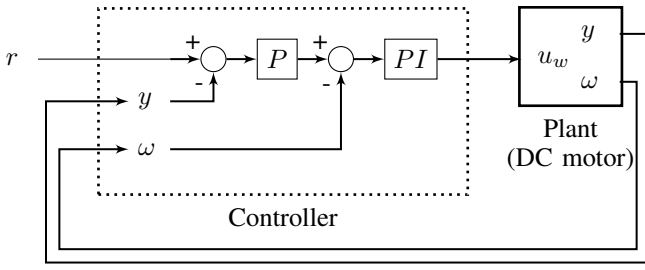 r
+
-
P
+
-
PI
y
ω
Controller
y
u_w
ω
Plant
(DC motor)